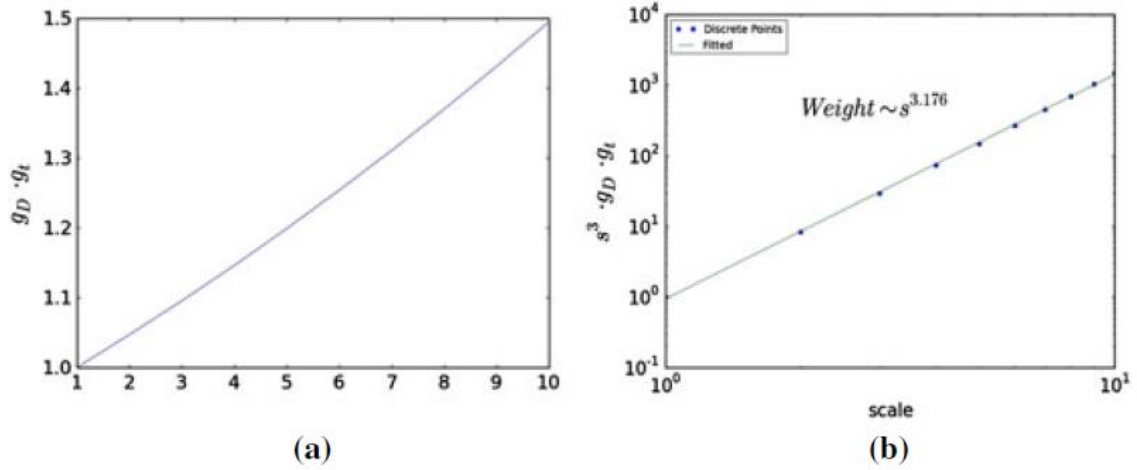 1.5
1.4
1.3
1.2
1.1
1.0
g_D · g_t
1 2 3 4 5 6 7 8 9 10
(a)
10^4
10^3
10^2
10^1
10^0
10^-1
s^3 · g_D · g_t
Discrete Points
Fitted
Weight ~ s^3.176
10^0 10^1
scale
(b)